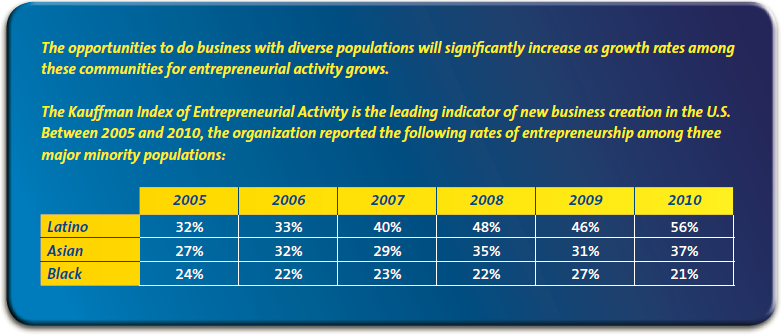 The opportunities to do business with diverse populations will significantly increase as growth rates among
these communities for entrepreneurial activity grows.
The Kauffman Index of Entrepreneurial Activity is the leading indicator of new business creation in the U.S.
Between 2005 and 2010, the organization reported the following rates of entrepreneurship among three
major minority populations:
2005 2006 2007 2008 2009 2010
Latino 32% 33% 40% 48% 46% 56%
Asian 27% 32% 29% 35% 31% 37%
Black 24% 22% 23% 22% 27% 21%